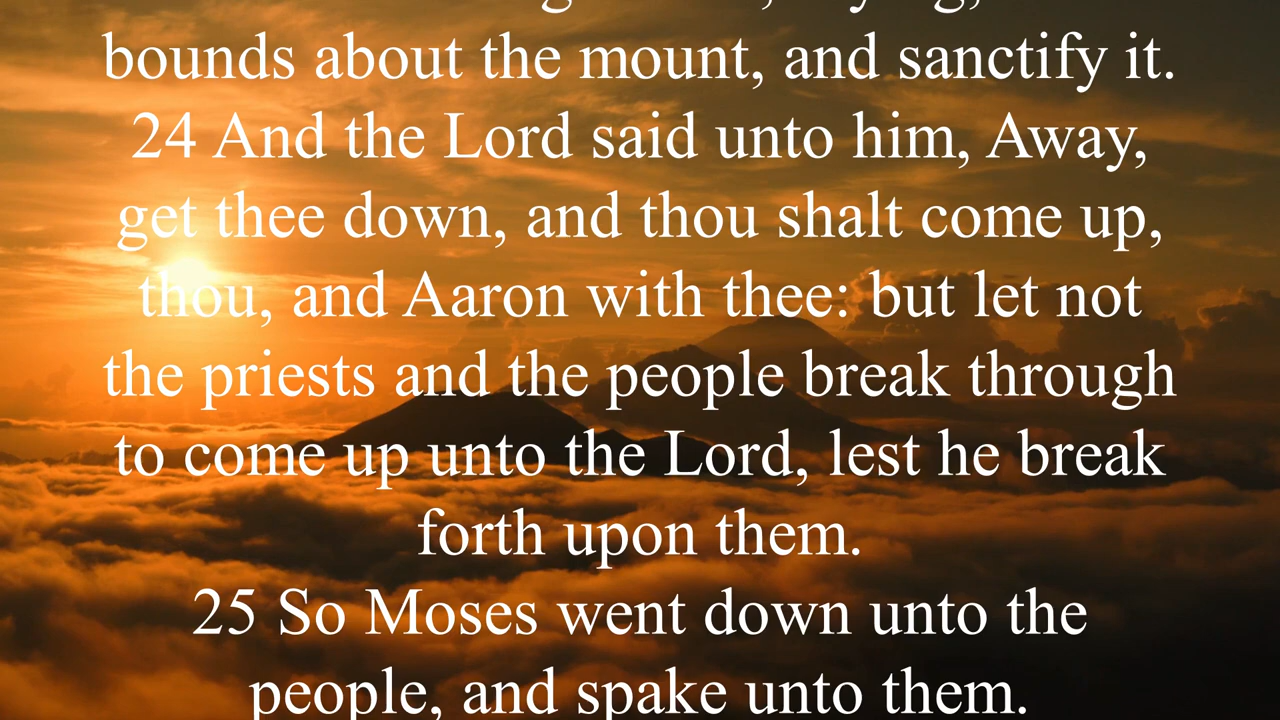 bounds about the mount, and sanctify it.
24 And the Lord said unto him, Away,
get thee down, and thou shalt come up,
thou, and Aaron with thee: but let not
the priests and the people break through
to come up unto the Lord, lest he break
forth upon them.
25 So Moses went down unto the
people, and spake unto them.